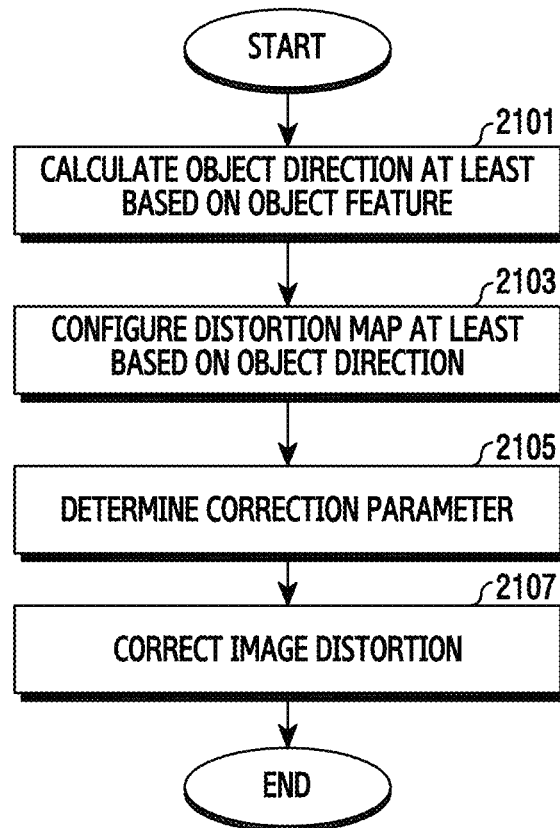 START
2101
CALCULATE OBJECT DIRECTION AT LEAST
BASED ON OBJECT FEATURE
2103
CONFIGURE DISTORTION MAP AT LEAST
BASED ON OBJECT DIRECTION
2105
DETERMINE CORRECTION PARAMETER
2107
CORRECT IMAGE DISTORTION
END